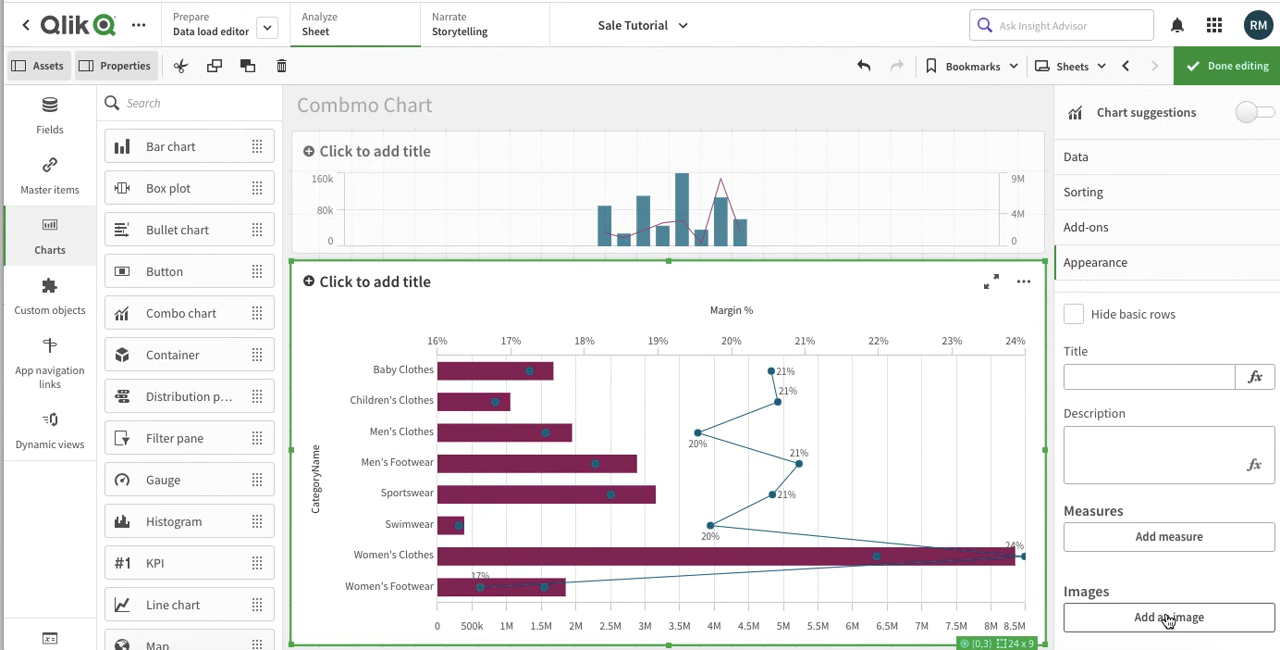 Qlik
Prepare
Data load editor
Analyze
Sheet
Narrate
Storytelling
Sale Tutorial
Ask Insight Advisor
RM
Assets
Properties
Bookmarks
Sheets
Done editing
Fields
Master items
Charts
Custom objects
App navigation
links
Dynamic views
Search
Bar chart
Box plot
Bullet chart
Button
Combo chart
Container
Distribution p...
Filter pane
Gauge
Histogram
#1 KPI
Line chart
Map
Combmo Chart
Click to add title
160k
80k
0
9M
4M
0
Click to add title
Margin %
16% 17% 18% 19% 20% 21% 22% 23% 24%
CategoryName
Baby Clothes
21%
Children's Clothes
21%
Men's Clothes
20%
Men's Footwear
21%
Sportswear
21%
Swimwear
20%
Women's Clothes
24%
Women's Footwear
17%
0 500k 1M 1.5M 2M 2.5M 3M 3.5M 4M 4.5M 5M 5.5M 6M 6.5M 7M 7.5M 8M 8.5M
(0,3) 24 x 9
Chart suggestions
Data
Sorting
Add-ons
Appearance
Hide basic rows
Title
fx
Description
fx
Measures
Add measure
Images
Add an image